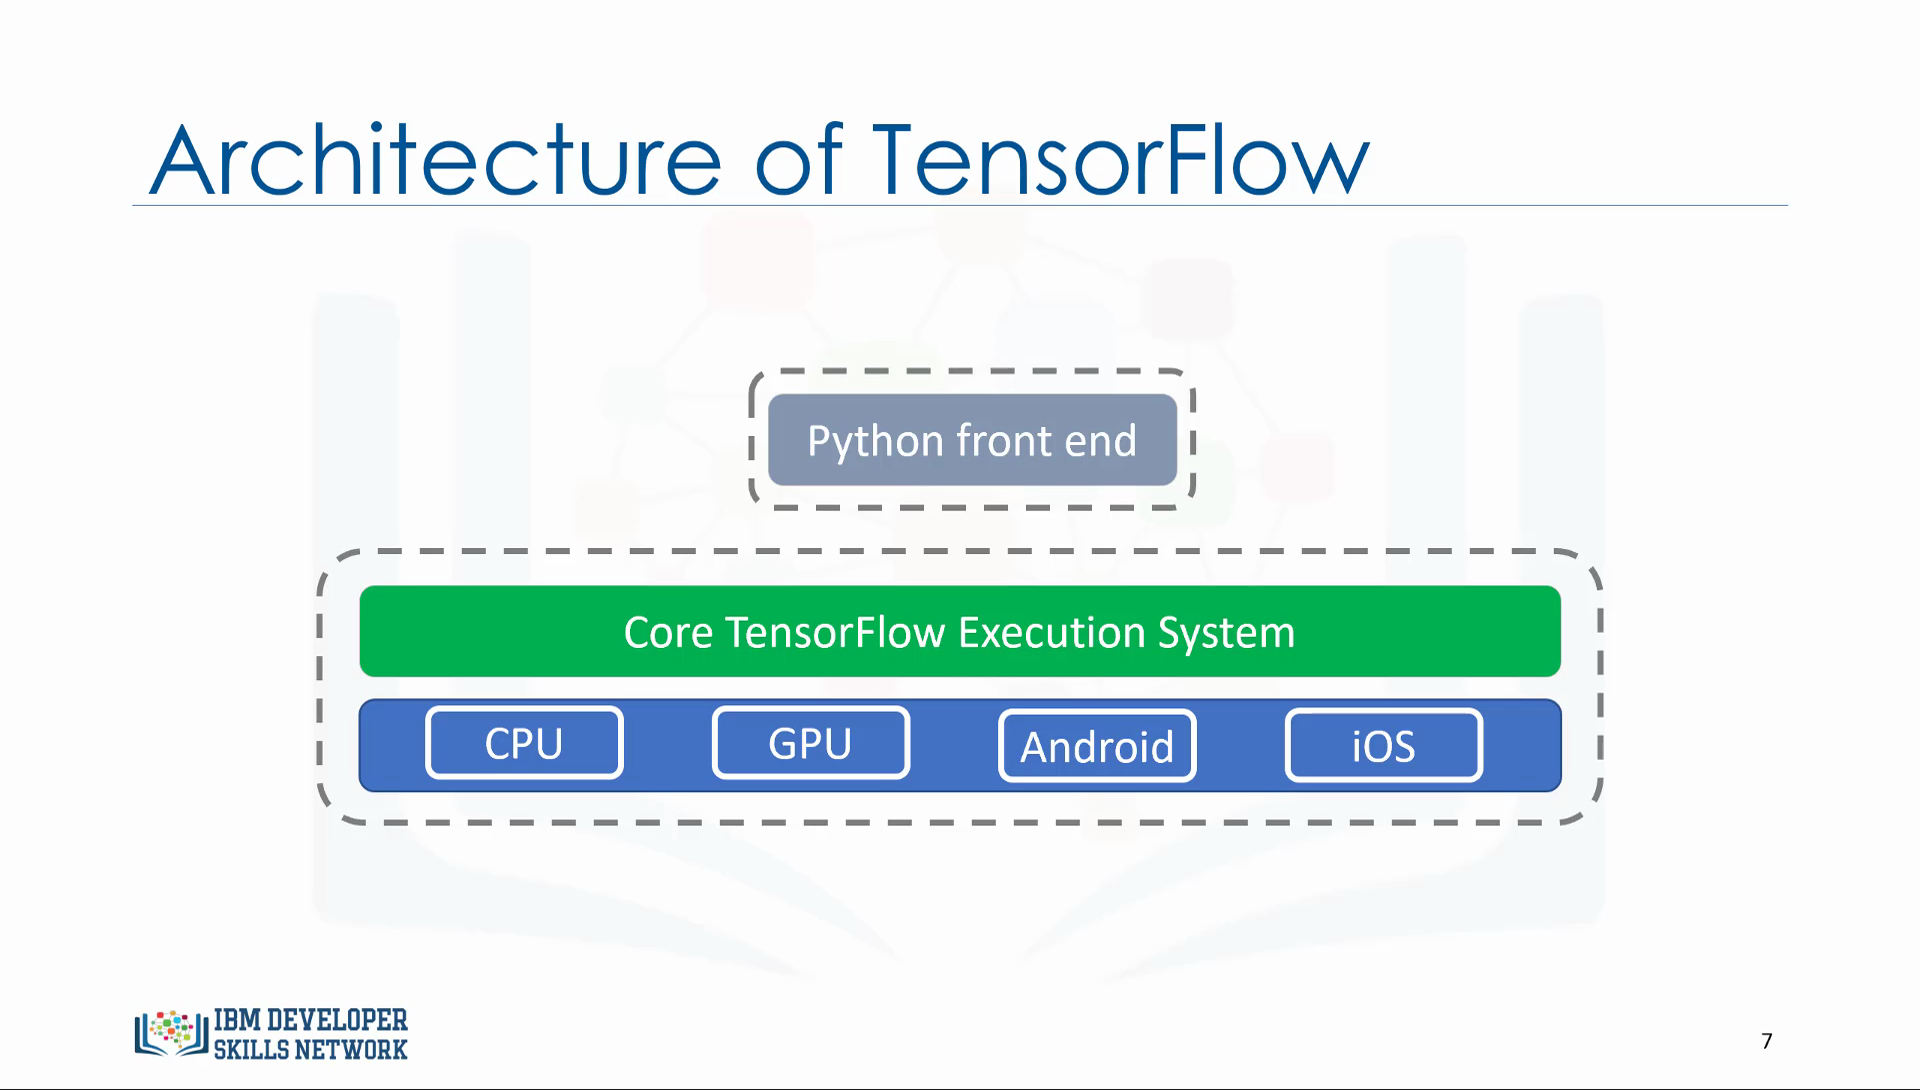 Architecture of TensorFlow
Python front end
Core TensorFlow Execution System
CPU
GPU
Android
iOS
IBM DEVELOPER
SKILLS NETWORK
7